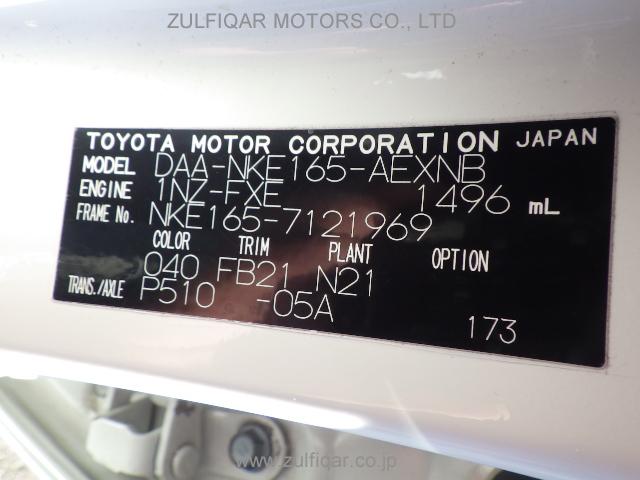 ZULFIQAR MOTORS CO., LTD
TOYOTA MOTOR CORPORATION JAPAN
MODEL DAA-NKE165-AEXNB
ENGINE 1NZ-FXE 1496 mL
FRAME No. NKE165-7121969
COLOR TRIM PLANT OPTION
040 FB21 N21
TRANS./AXLE P510 -05A
173
www.zulfiqar.co.jp